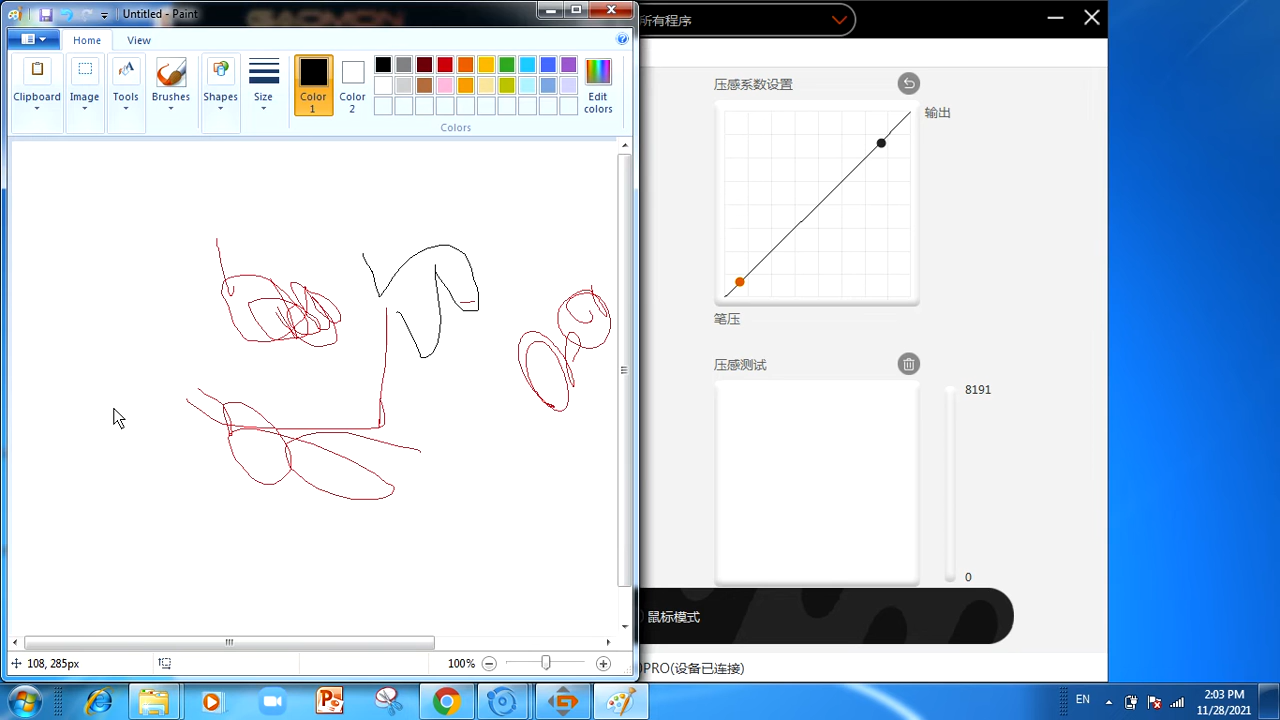 Untitled - Paint
所有程序
Home
View
Clipboard
Image
Tools
Brushes
Shapes
Size
Color
1
Color
2
Edit
colors
Colors
压感系数设置
输出
笔压
压感测试
8191
0
鼠标模式
PRO(设备已连接)
108, 285px
100%
EN
2:03 PM
11/28/2021